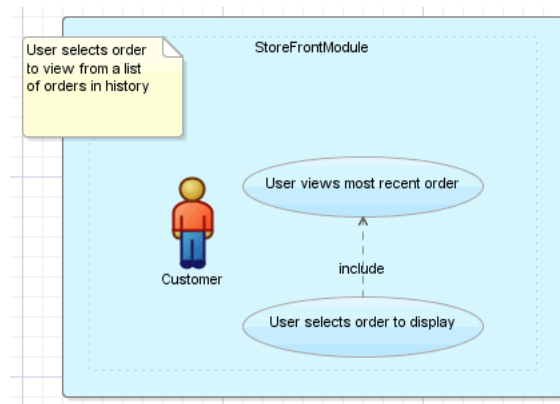 User selects order
to view from a list
of orders in history
StoreFrontModule
User views most recent order
Customer
include
User selects order to display